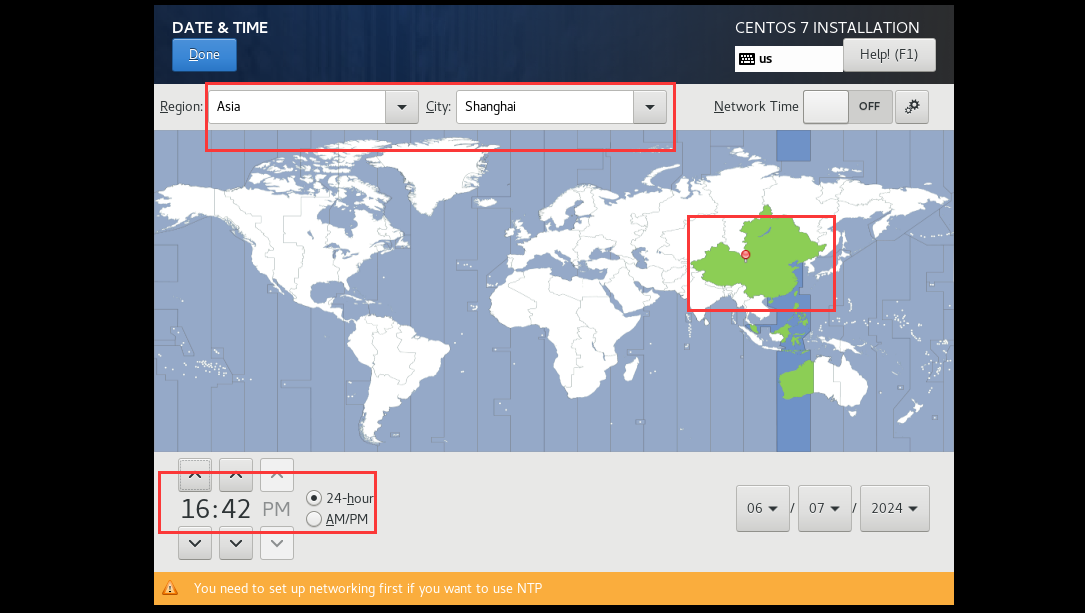 DATE & TIME
CENTOS 7 INSTALLATION
Done
us
Help! (F1)
Region:
Asia
City:
Shanghai
Network Time
OFF
16:42
PM
24-hour
AM/PM
06 / 07 / 2024
You need to set up networking first if you want to use NTP